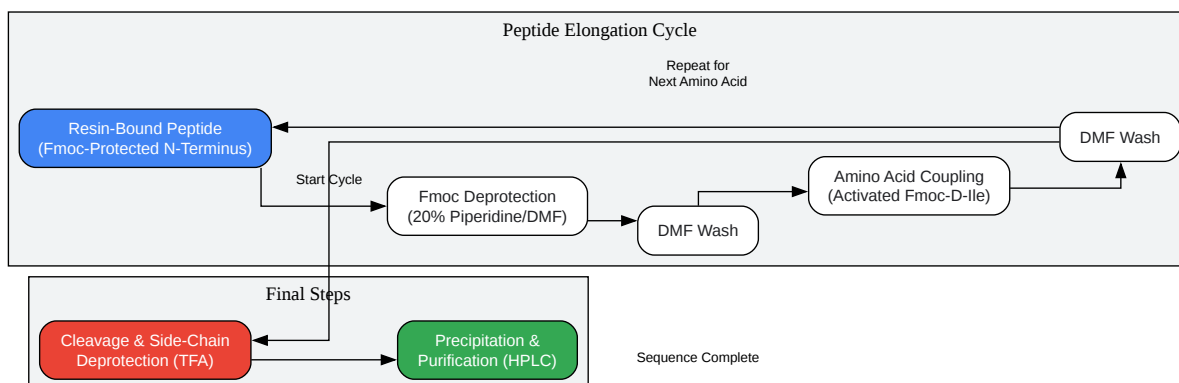 Peptide Elongation Cycle
Repeat for
Next Amino Acid
Resin-Bound Peptide
(Fmoc-Protected N-Terminus)
DMF Wash
Start Cycle
Fmoc Deprotection
(20% Piperidine/DMF)
DMF Wash
Amino Acid Coupling
(Activated Fmoc-D-Ile)
Final Steps
Cleavage & Side-Chain
Deprotection (TFA)
Precipitation &
Purification (HPLC)
Sequence Complete